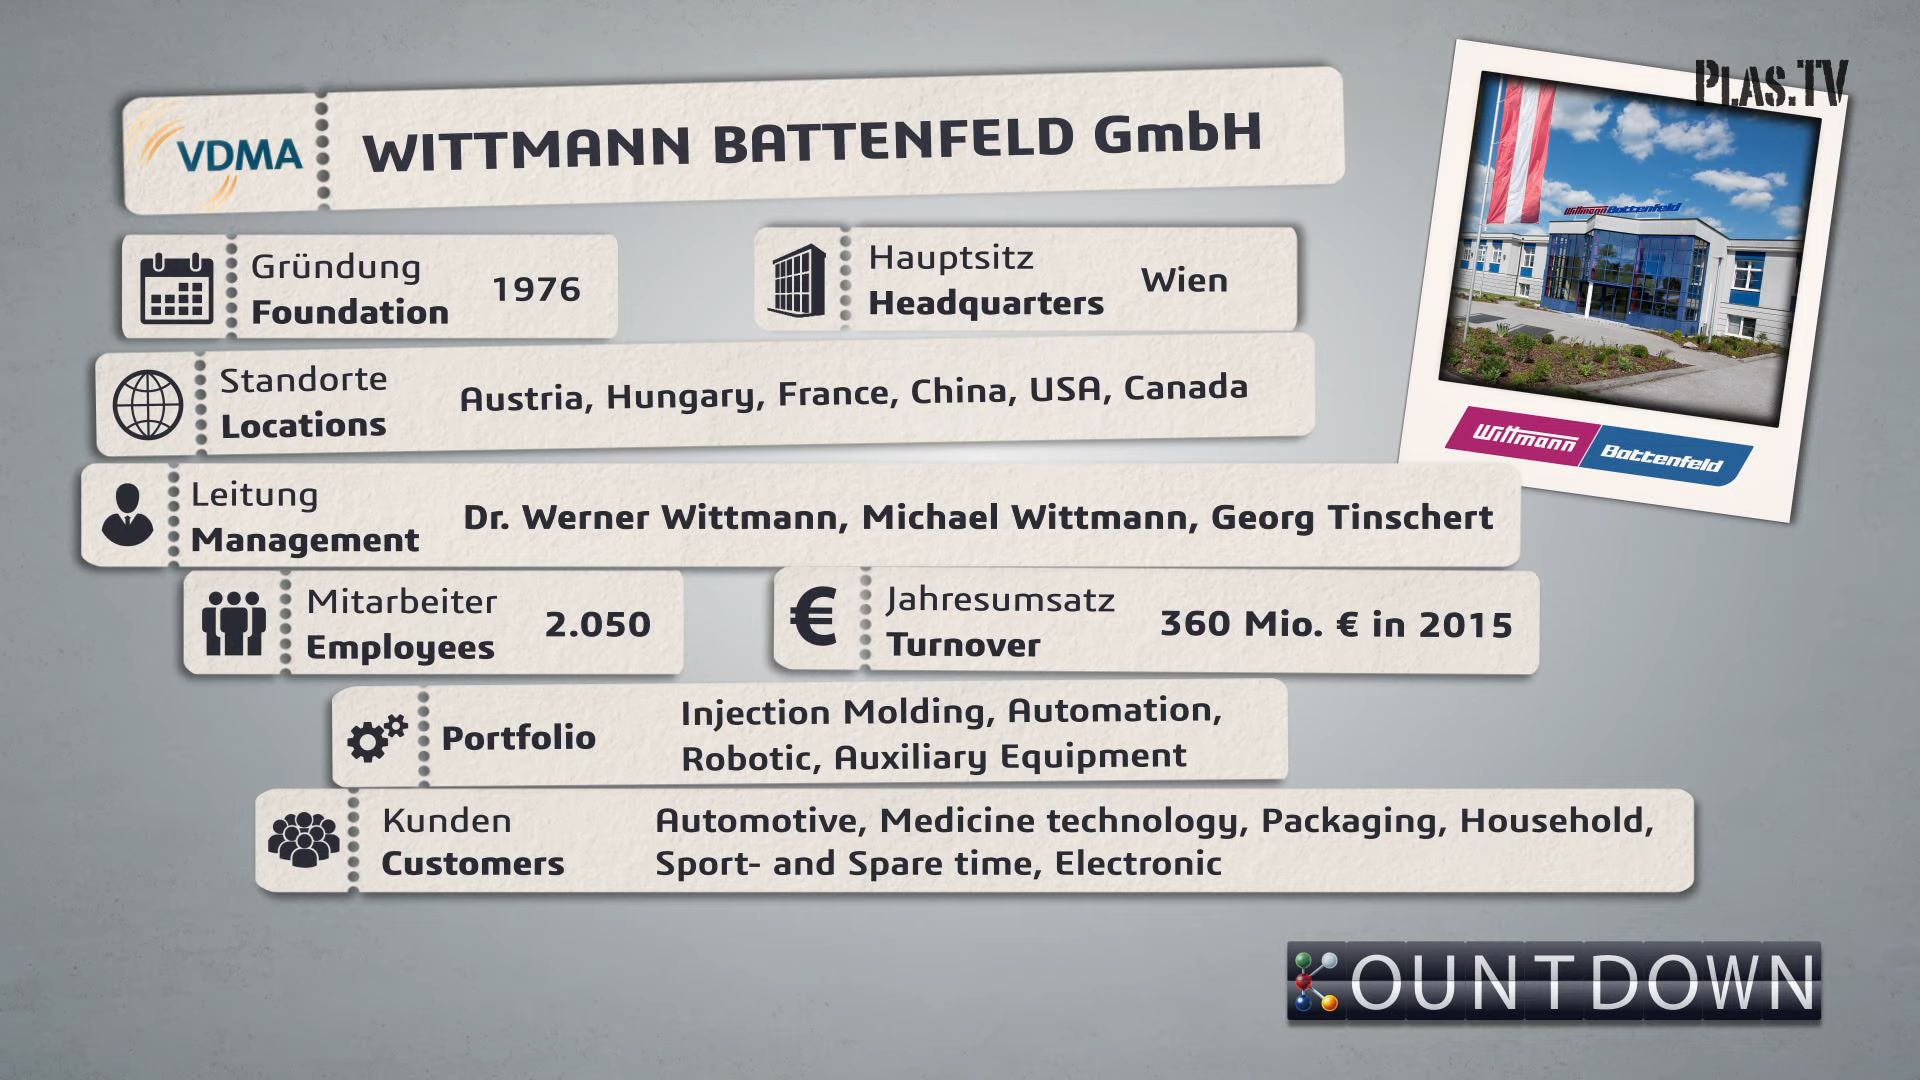 PLAS.TV
VDMA
WITTMANN BATTENFELD GmbH
Wittmann Battenfeld
Gründung
Foundation
1976
Hauptsitz
Headquarters
Wien
Standorte
Locations
Austria, Hungary, France, China, USA, Canada
Wittmann Battenfeld
Leitung
Management
Dr. Werner Wittmann, Michael Wittmann, Georg Tinschert
Mitarbeiter
Employees
2.050
€
Jahresumsatz
Turnover
360 Mio. € in 2015
Portfolio
Injection Molding, Automation,
Robotic, Auxiliary Equipment
Kunden
Customers
Automotive, Medicine technology, Packaging, Household,
Sport- and Spare time, Electronic
KOUNTDOWN